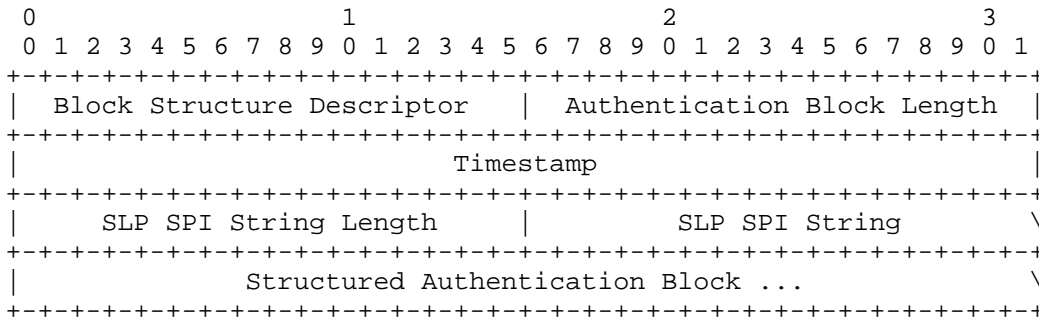 0                   1                   2                   3
 0 1 2 3 4 5 6 7 8 9 0 1 2 3 4 5 6 7 8 9 0 1 2 3 4 5 6 7 8 9 0 1
+-+-+-+-+-+-+-+-+-+-+-+-+-+-+-+-+-+-+-+-+-+-+-+-+-+-+-+-+-+-+-+-+
|  Block Structure Descriptor   |  Authentication Block Length  |
+-+-+-+-+-+-+-+-+-+-+-+-+-+-+-+-+-+-+-+-+-+-+-+-+-+-+-+-+-+-+-+-+
|                           Timestamp                           |
+-+-+-+-+-+-+-+-+-+-+-+-+-+-+-+-+-+-+-+-+-+-+-+-+-+-+-+-+-+-+-+-+
|     SLP SPI String Length     |         SLP SPI String        \
+-+-+-+-+-+-+-+-+-+-+-+-+-+-+-+-+-+-+-+-+-+-+-+-+-+-+-+-+-+-+-+-+
|              Structured Authentication Block ...              \
+-+-+-+-+-+-+-+-+-+-+-+-+-+-+-+-+-+-+-+-+-+-+-+-+-+-+-+-+-+-+-+-+